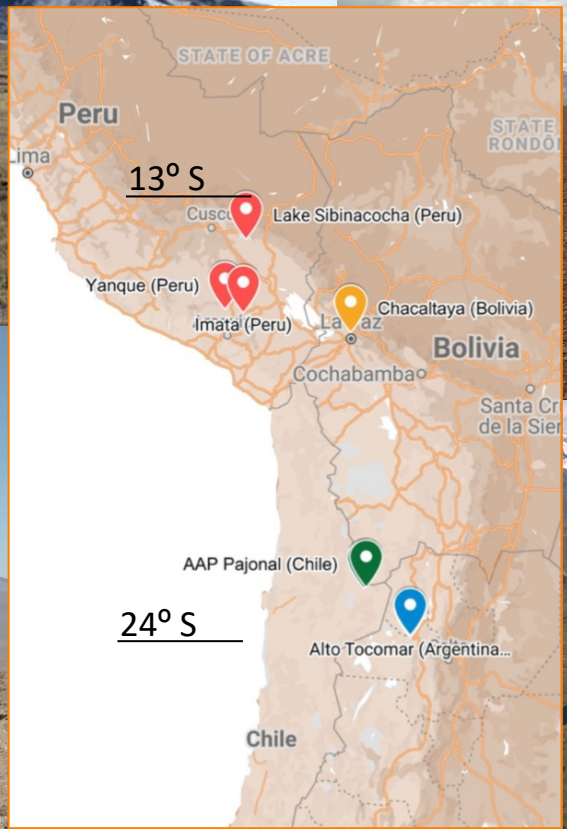 STATE OF ACRE
Peru
STATE
RONDÔ
Lima
13º S
Cusco
Lake Sibinacocha (Peru)
Yanque (Peru)
Imata (Peru)
Chacaltaya (Bolivia)
La Paz
Bolivia
Cochabamba
Santa Cr
de la Sier
AAP Pajonal (Chile)
24º S
Alto Tocomar (Argentina...
Chile